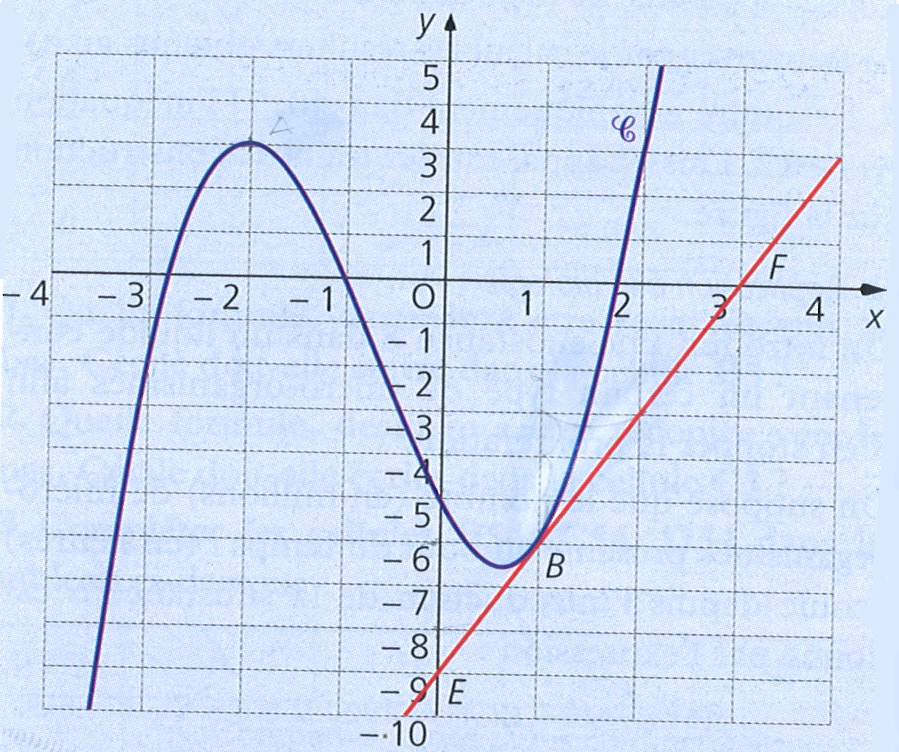 y
5
4
𝒞
3
2
1
F
– 4 – 3 – 2 – 1 O 1 2 3 4 x
– 1
– 2
– 3
– 4
– 5
– 6 B
– 7
– 8
– 9 E
– 10